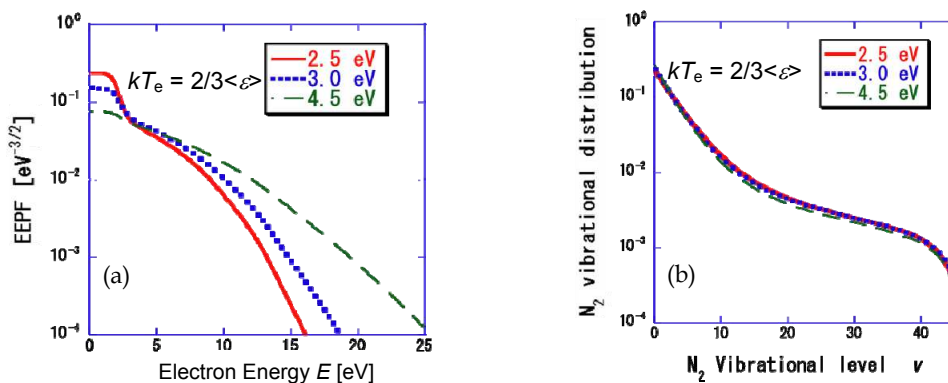 10⁰
10⁻¹
10⁻²
10⁻³
10⁻⁴
EEPF [eV⁻³/²]
kTₑ = 2/3<ε>
2.5 eV
3.0 eV
4.5 eV
(a)
0 5 10 15 20 25
Electron Energy E [eV]
10⁰
10⁻¹
10⁻²
10⁻³
10⁻⁴
N₂ vibrational distribution
kTₑ = 2/3<ε>
2.5 eV
3.0 eV
4.5 eV
(b)
0 10 20 30 40
N₂ Vibrational level v